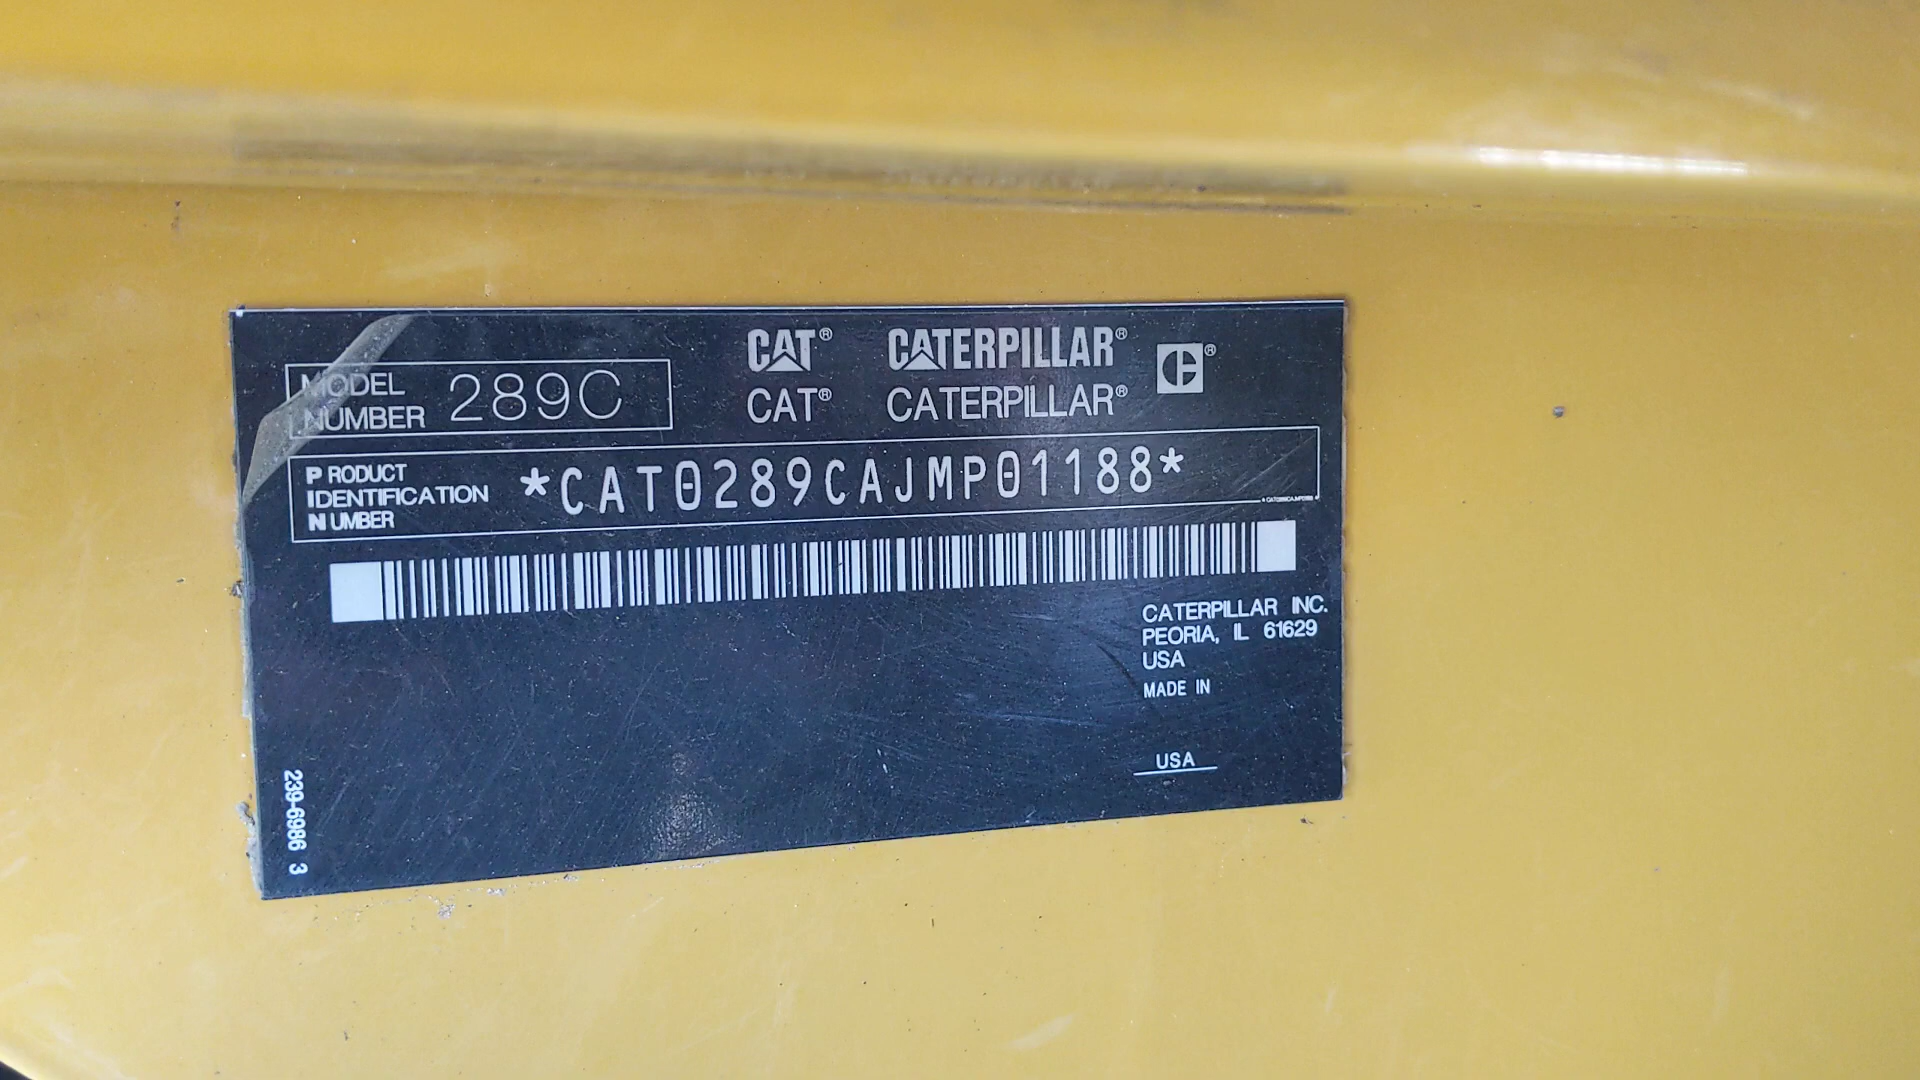 CAT® CATERPILLAR®
MODEL NUMBER 289C
CAT® CATERPILLAR®
PRODUCT
IDENTIFICATION
NUMBER
*CAT0289CAJMP01188*
CATERPILLAR INC.
PEORIA, IL 61629
USA
MADE IN
USA
239-6986 3